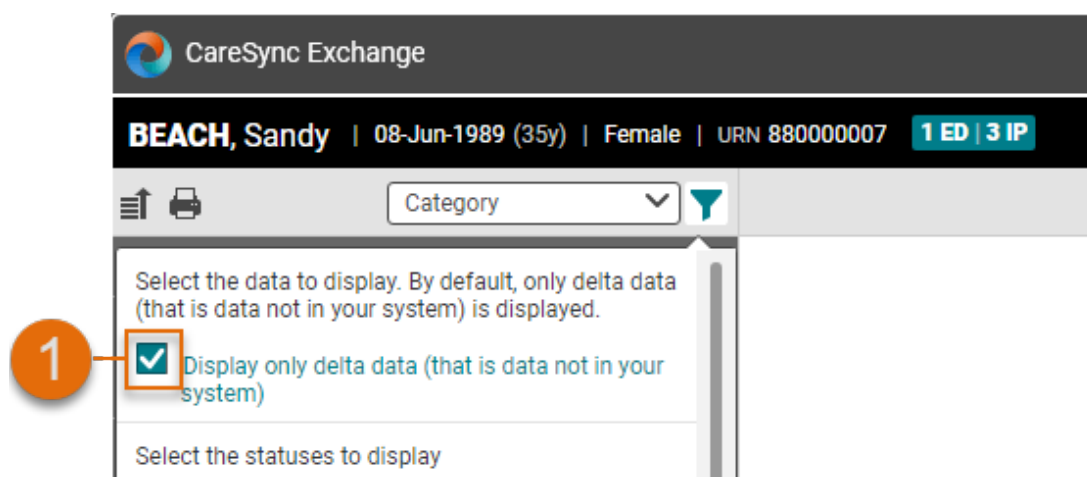 CareSync Exchange
BEACH, Sandy | 08-Jun-1989 (35y) | Female | URN 880000007 1 ED | 3 IP
Category
Select the data to display. By default, only delta data
(that is data not in your system) is displayed.
1
Display only delta data (that is data not in your
system)
Select the statuses to display